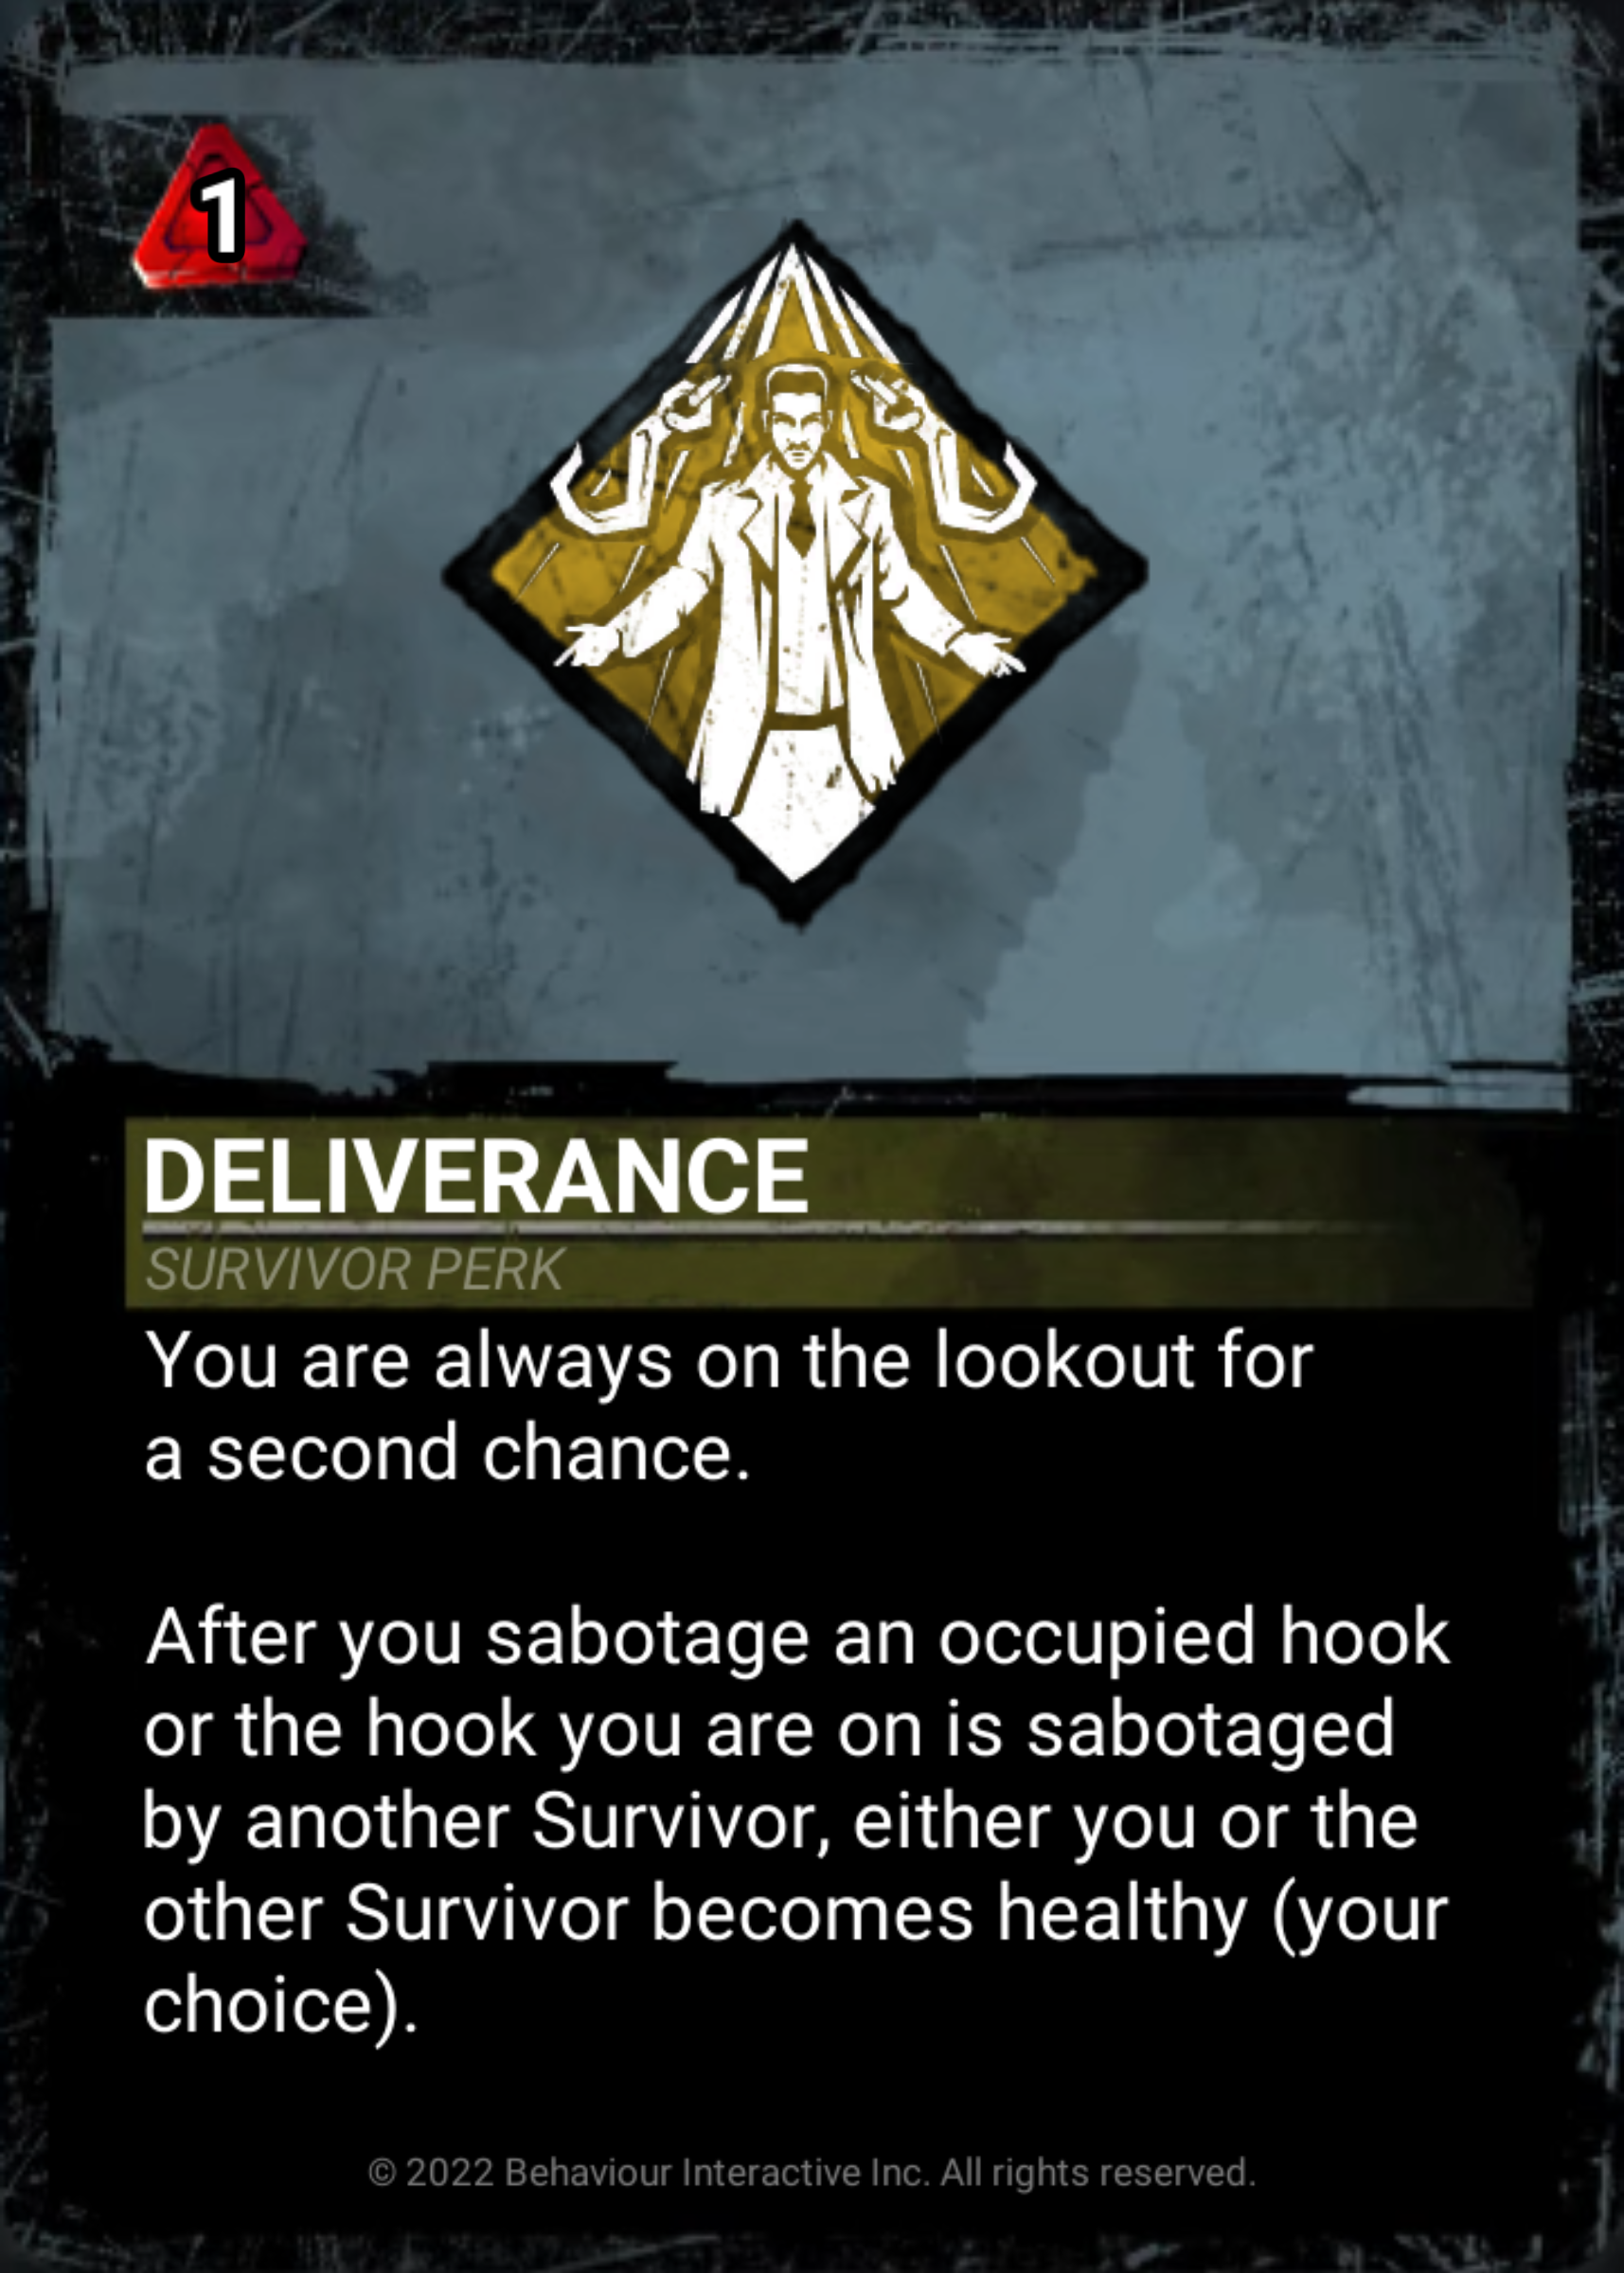 1
DELIVERANCE
SURVIVOR PERK
You are always on the lookout for
a second chance.
After you sabotage an occupied hook
or the hook you are on is sabotaged
by another Survivor, either you or the
other Survivor becomes healthy (your
choice).
© 2022 Behaviour Interactive Inc. All rights reserved.